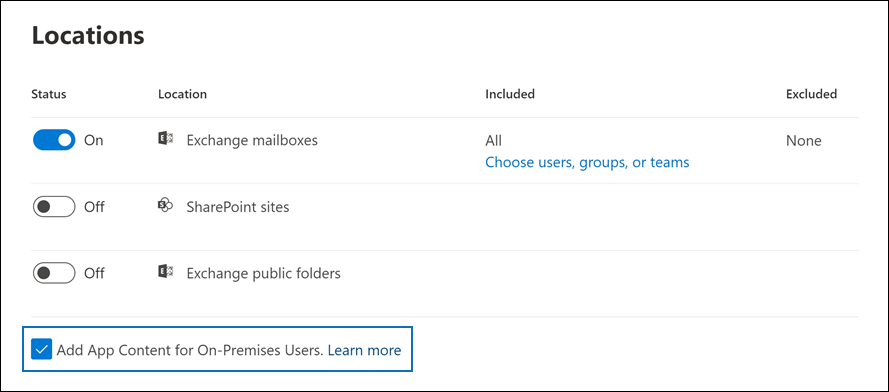 Locations
Status Location Included Excluded
On Exchange mailboxes All None
Choose users, groups, or teams
Off SharePoint sites
Off Exchange public folders
Add App Content for On-Premises Users. Learn more